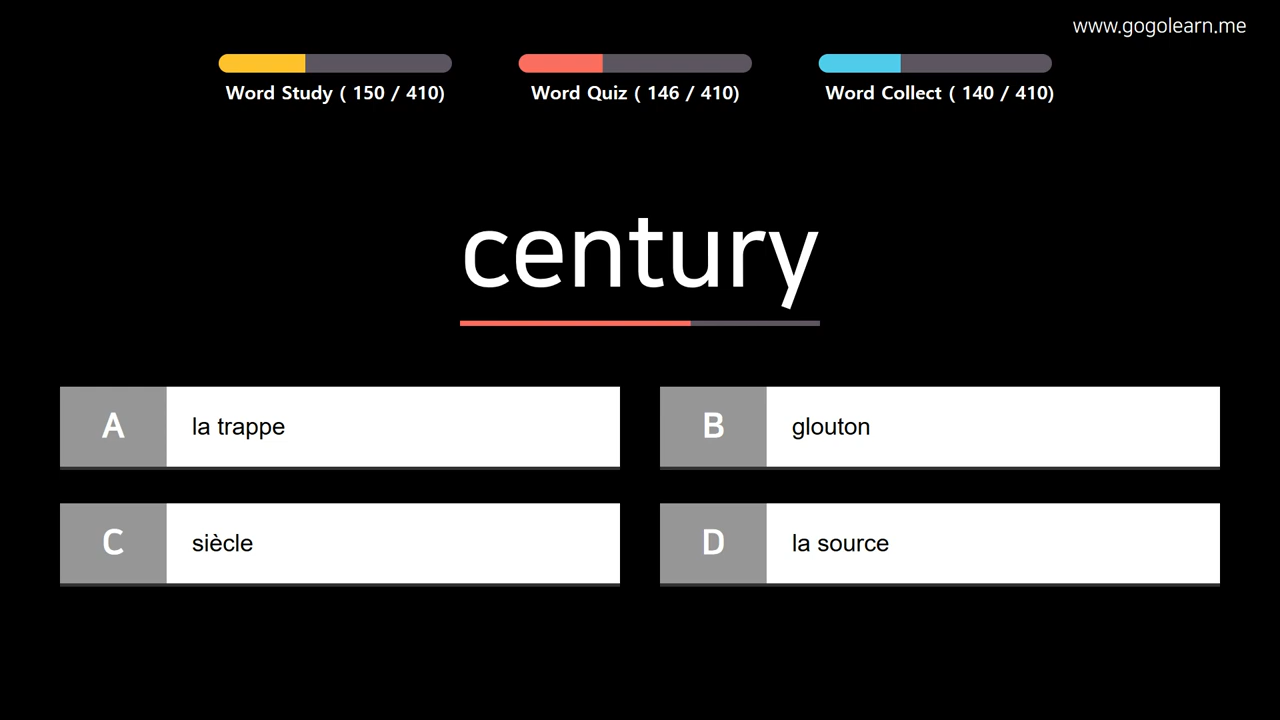 www.gogolearn.me
Word Study ( 150 / 410)
Word Quiz ( 146 / 410)
Word Collect ( 140 / 410)
century
A la trappe
B glouton
C siècle
D la source